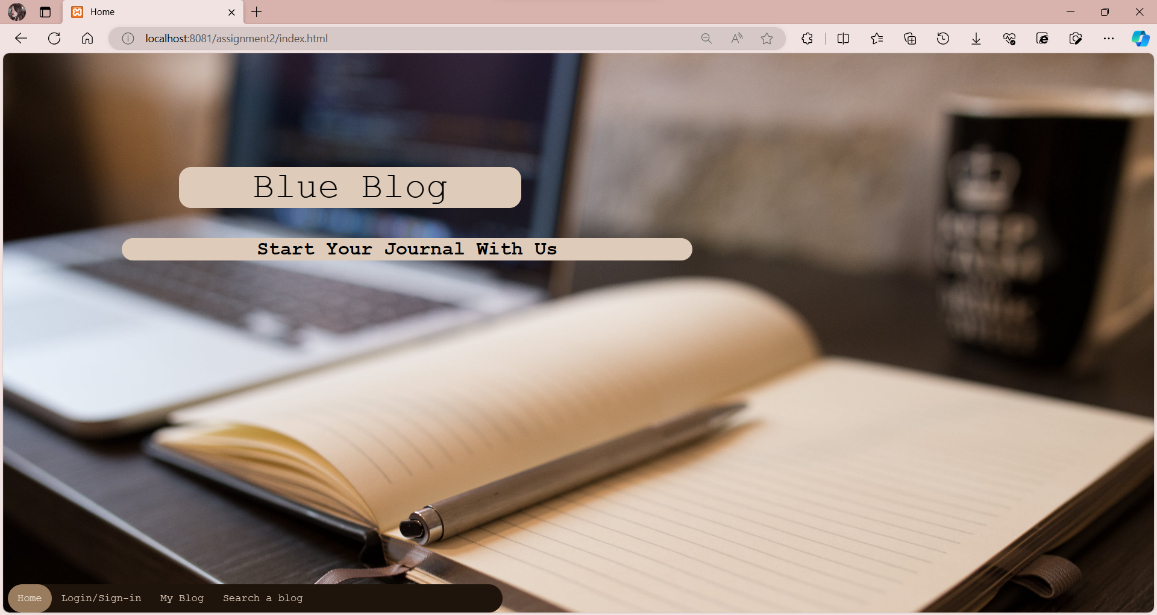 Home
localhost:8081/assignment2/index.html
Blue Blog
Start Your Journal With Us
KEEP
Home Login/Sign-in My Blog Search a blog